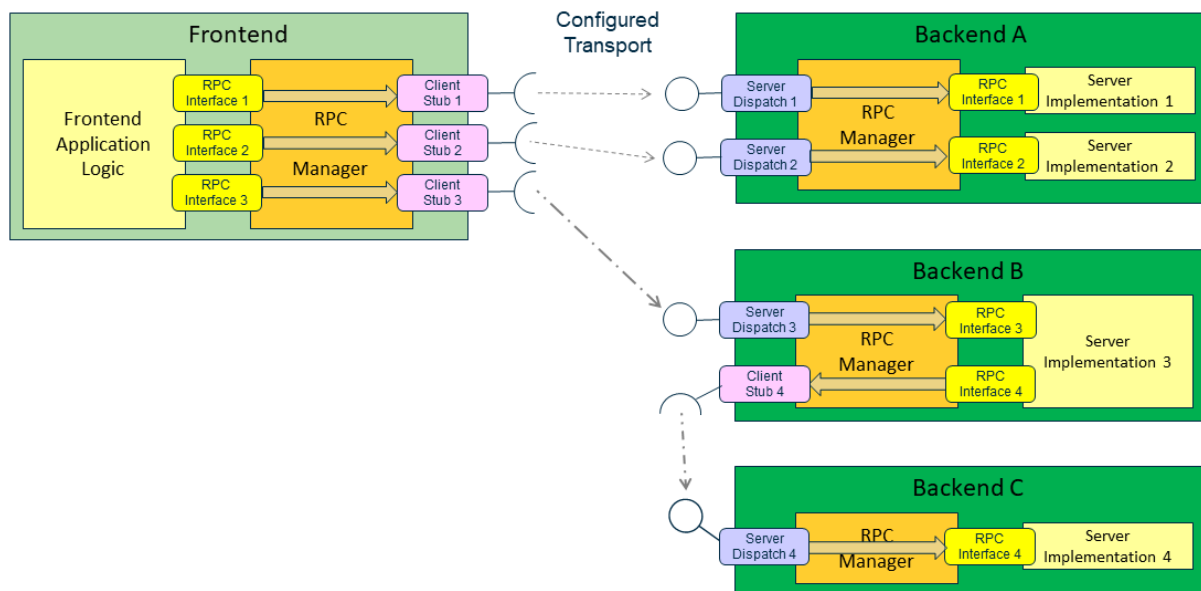 Frontend
Frontend
Application
Logic
RPC
Interface 1
RPC
Interface 2
RPC
Interface 3
RPC
Manager
Client
Stub 1
Client
Stub 2
Client
Stub 3
Configured
Transport
Backend A
Server
Dispatch 1
Server
Dispatch 2
RPC
Manager
RPC
Interface 1
RPC
Interface 2
Server
Implementation 1
Server
Implementation 2
Backend B
Server
Dispatch 3
Client
Stub 4
RPC
Manager
RPC
Interface 3
RPC
Interface 4
Server
Implementation 3
Backend C
Server
Dispatch 4
RPC
Manager
RPC
Interface 4
Server
Implementation 4